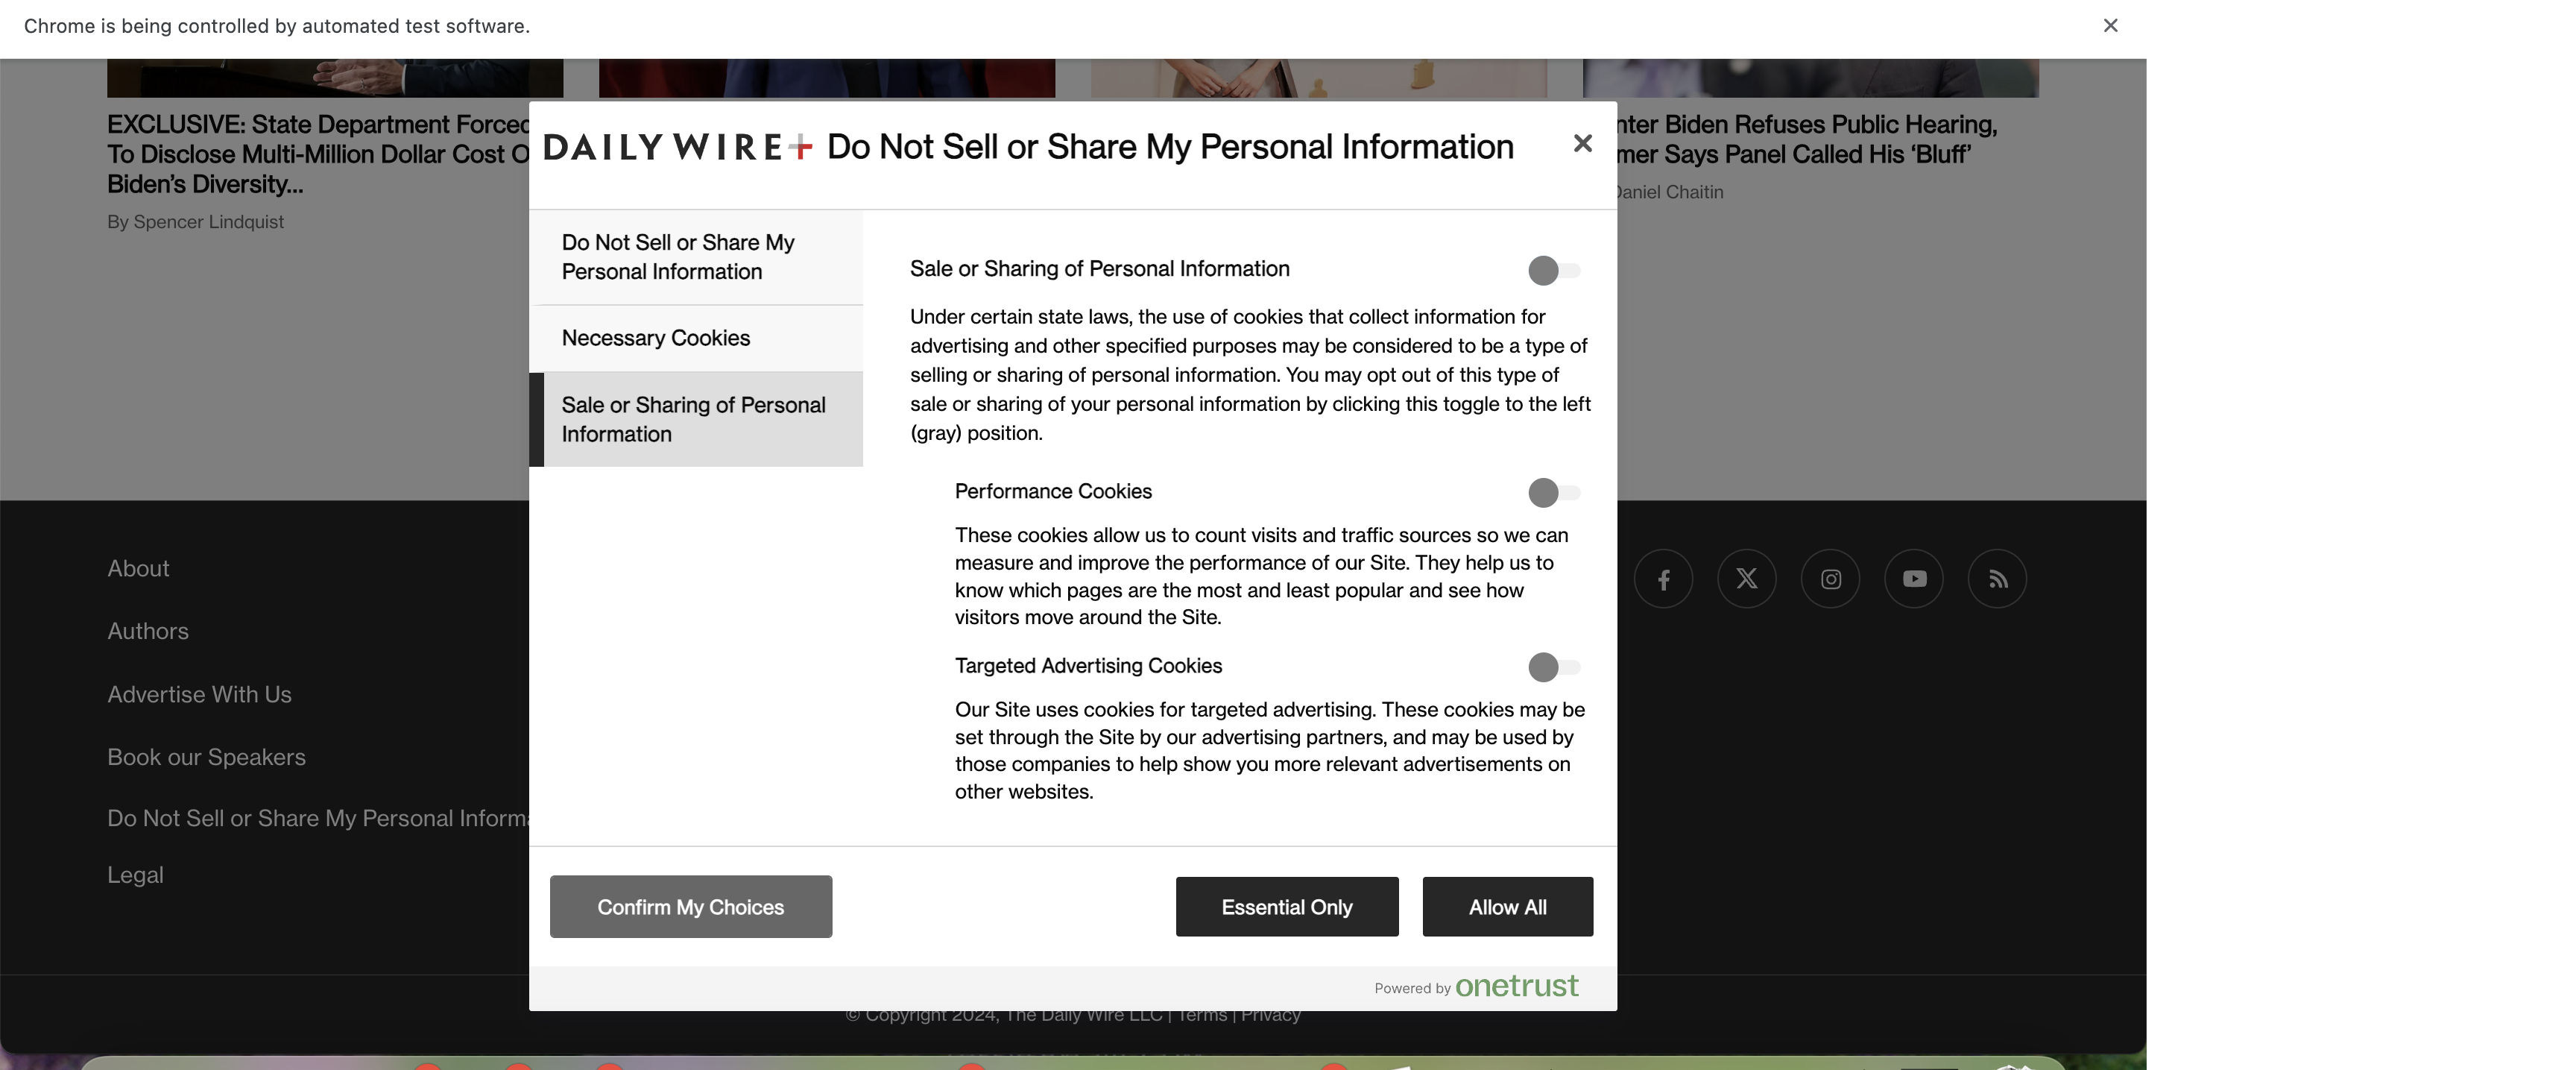 Chrome is being controlled by automated test software.
EXCLUSIVE: State Department Forced
To Disclose Multi-Million Dollar Cost O
Biden’s Diversity...
By Spencer Lindquist
nter Biden Refuses Public Hearing,
mer Says Panel Called His ‘Bluff’
Daniel Chaitin
DAILY WIRE+ Do Not Sell or Share My Personal Information
Do Not Sell or Share My
Personal Information
Necessary Cookies
Sale or Sharing of Personal
Information
Sale or Sharing of Personal Information
Under certain state laws, the use of cookies that collect information for
advertising and other specified purposes may be considered to be a type of
selling or sharing of personal information. You may opt out of this type of
sale or sharing of your personal information by clicking this toggle to the left
(gray) position.
Performance Cookies
These cookies allow us to count visits and traffic sources so we can
measure and improve the performance of our Site. They help us to
know which pages are the most and least popular and see how
visitors move around the Site.
Targeted Advertising Cookies
Our Site uses cookies for targeted advertising. These cookies may be
set through the Site by our advertising partners, and may be used by
those companies to help show you more relevant advertisements on
other websites.
Confirm My Choices
Essential Only
Allow All
Powered by onetrust
About
Authors
Advertise With Us
Book our Speakers
Do Not Sell or Share My Personal Informa
Legal
© Copyright 2024, The Daily Wire LLC | Terms | Privacy